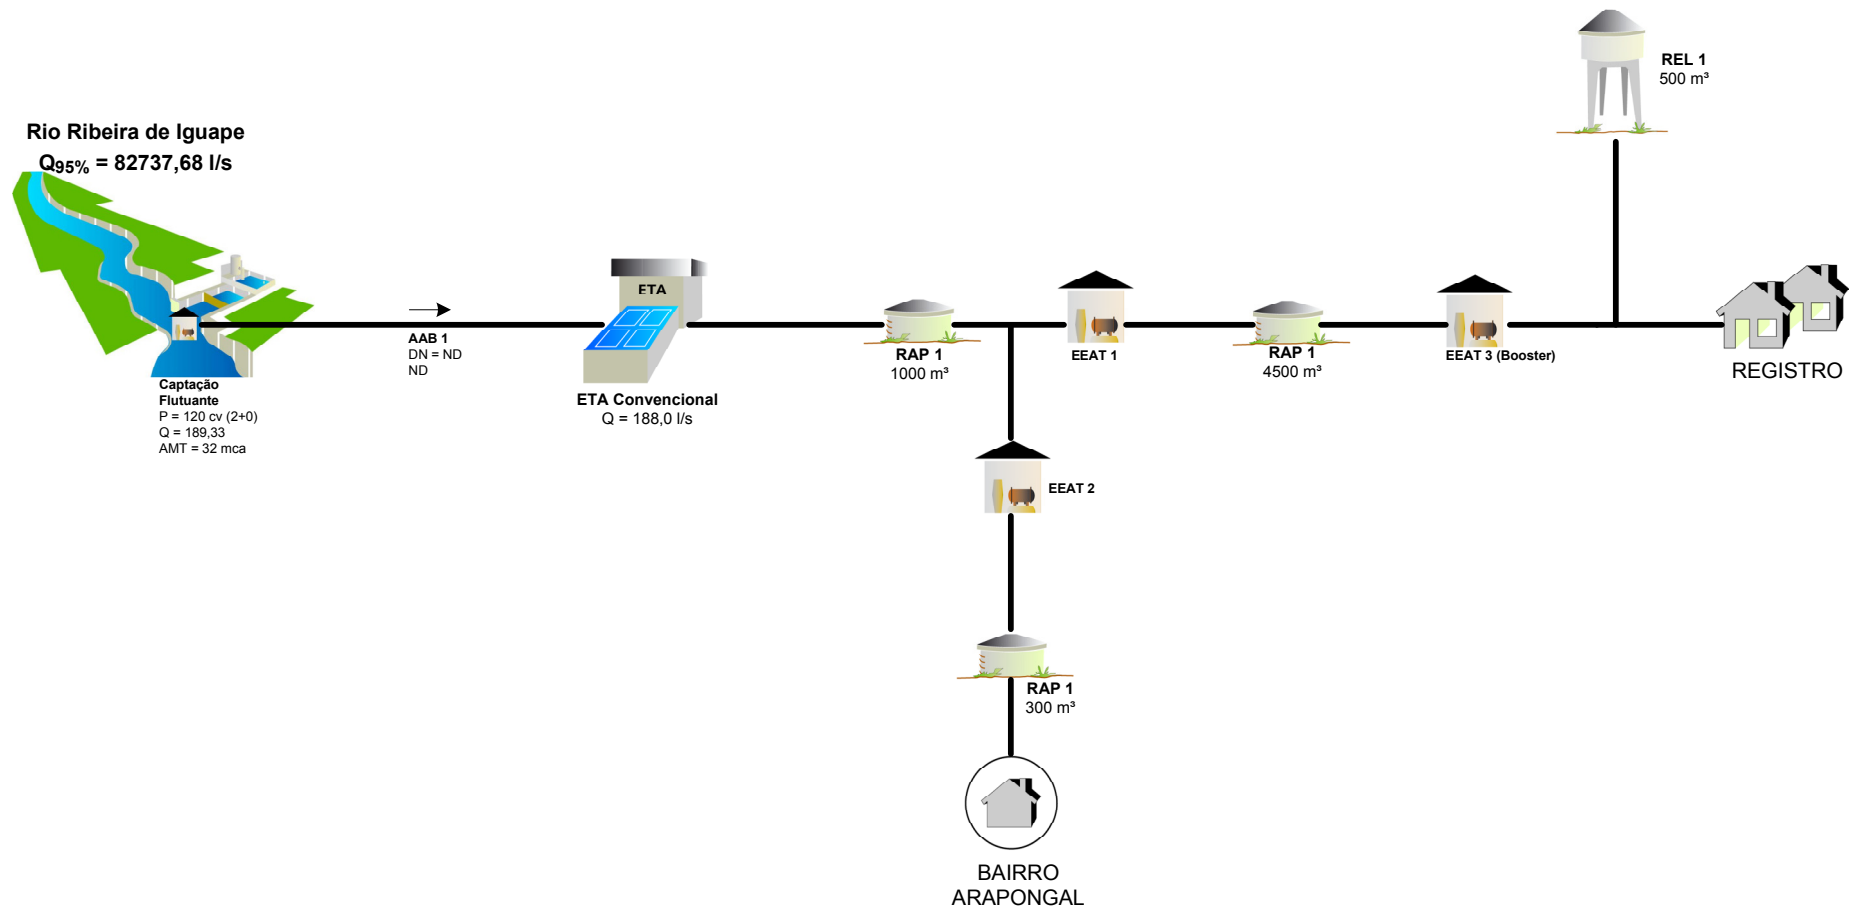 REL 1
500 m³
Rio Ribeira de Iguape
Q95% = 82737,68 l/s
ETA
AAB 1
DN = ND
ND
Captação
Flutuante
P = 120 cv (2+0)
Q = 189,33
AMT = 32 mca
ETA Convencional
Q = 188,0 l/s
RAP 1
1000 m³
EEAT 1
RAP 1
4500 m³
EEAT 3 (Booster)
REGISTRO
EEAT 2
RAP 1
300 m³
BAIRRO
ARAPONGAL